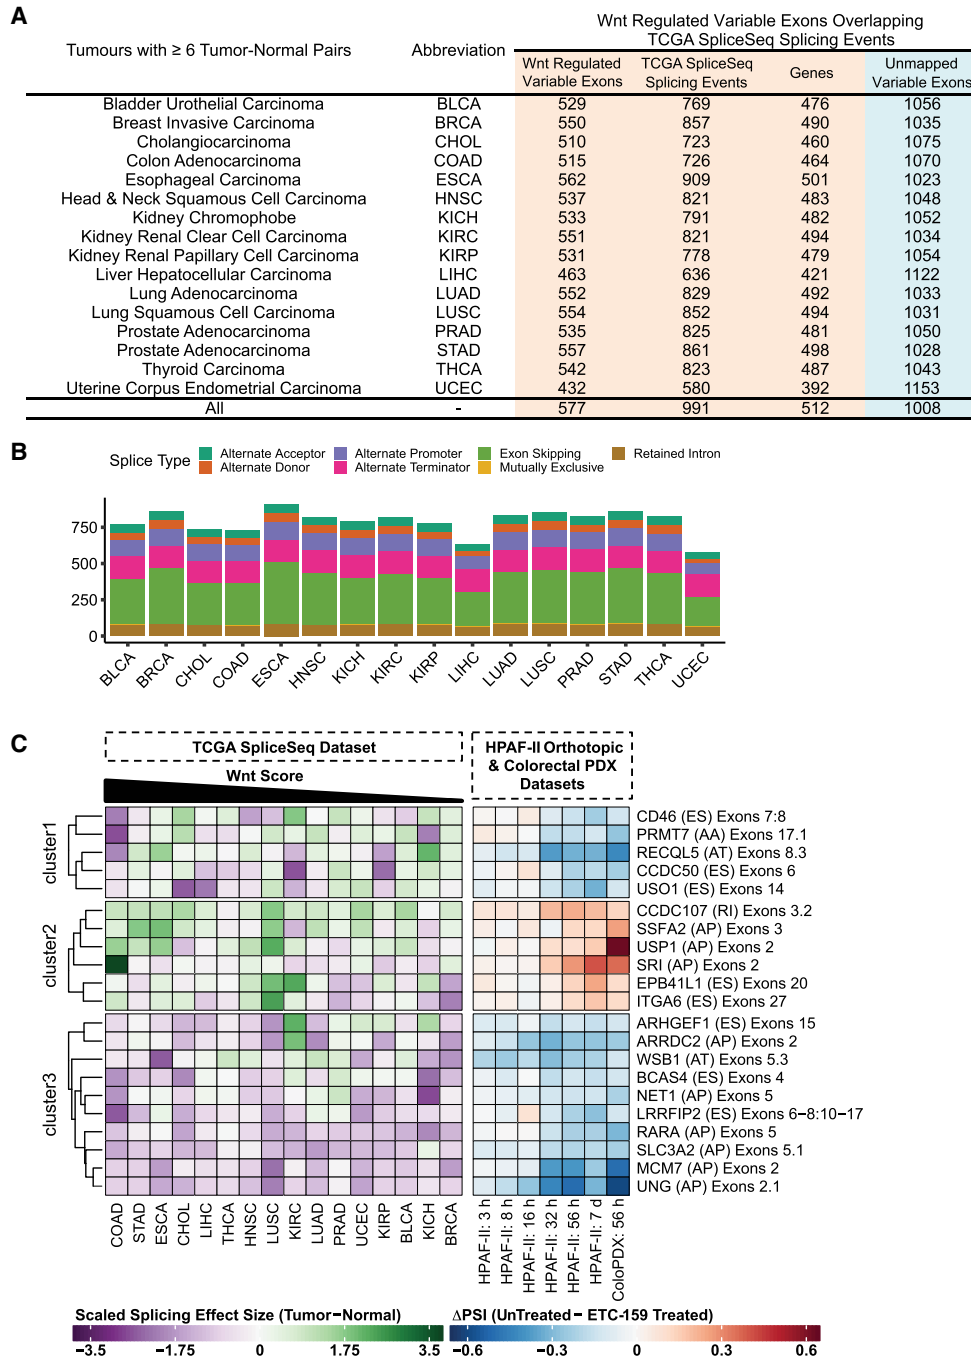 A
Wnt Regulated Variable Exons Overlapping
TCGA SpliceSeq Splicing Events
Tumours with ≥ 6 Tumor-Normal Pairs Abbreviation
Wnt Regulated Variable Exons TCGA SpliceSeq Splicing Events Genes Unmapped Variable Exons
Bladder Urothelial Carcinoma BLCA 529 769 476 1056
Breast Invasive Carcinoma BRCA 550 857 490 1035
Cholangiocarcinoma CHOL 510 723 460 1075
Colon Adenocarcinoma COAD 515 726 464 1070
Esophageal Carcinoma ESCA 562 909 501 1023
Head & Neck Squamous Cell Carcinoma HNSC 537 821 483 1048
Kidney Chromophobe KICH 533 791 482 1052
Kidney Renal Clear Cell Carcinoma KIRC 551 821 494 1034
Kidney Renal Papillary Cell Carcinoma KIRP 531 778 479 1054
Liver Hepatocellular Carcinoma LIHC 463 636 421 1122
Lung Adenocarcinoma LUAD 552 829 492 1033
Lung Squamous Cell Carcinoma LUSC 554 852 494 1031
Prostate Adenocarcinoma PRAD 535 825 481 1050
Prostate Adenocarcinoma STAD 557 861 498 1028
Thyroid Carcinoma THCA 542 823 487 1043
Uterine Corpus Endometrial Carcinoma UCEC 432 580 392 1153
All - 577 991 512 1008
B
Splice Type
Alternate Acceptor Alternate Promoter Exon Skipping Retained Intron
Alternate Donor Alternate Terminator Mutually Exclusive
750
500
250
0
BLCA BRCA CHOL COAD ESCA HNSC KICH KIRC KIRP LIHC LUAD LUSC PRAD STAD THCA UCEC
C
TCGA SpliceSeq Dataset
Wnt Score
HPAF-II Orthotopic
& Colorectal PDX
Datasets
cluster1
CD46 (ES) Exons 7:8
PRMT7 (AA) Exons 17.1
RECQL5 (AT) Exons 8.3
CCDC50 (ES) Exons 6
USO1 (ES) Exons 14
cluster2
CCDC107 (RI) Exons 3.2
SSFA2 (AP) Exons 3
USP1 (AP) Exons 2
SRI (AP) Exons 2
EPB41L1 (ES) Exons 20
ITGA6 (ES) Exons 27
cluster3
ARHGEF1 (ES) Exons 15
ARRDC2 (AP) Exons 2
WSB1 (AT) Exons 5.3
BCAS4 (ES) Exons 4
NET1 (AP) Exons 5
LRRFIP2 (ES) Exons 6−8:10−17
RARA (AP) Exons 5
SLC3A2 (AP) Exons 5.1
MCM7 (AP) Exons 2
UNG (AP) Exons 2.1
COAD STAD ESCA CHOL LIHC THCA HNSC LUSC KIRC LUAD PRAD UCEC KIRP BLCA KICH BRCA
HPAF-II: 3 h HPAF-II: 8 h HPAF-II: 16 h HPAF-II: 32 h HPAF-II: 56 h HPAF-II: 7 d ColoPDX: 56 h
Scaled Splicing Effect Size (Tumor−Normal)
−3.5 −1.75 0 1.75 3.5
ΔPSI (UnTreated − ETC-159 Treated)
−0.6 −0.3 0 0.3 0.6